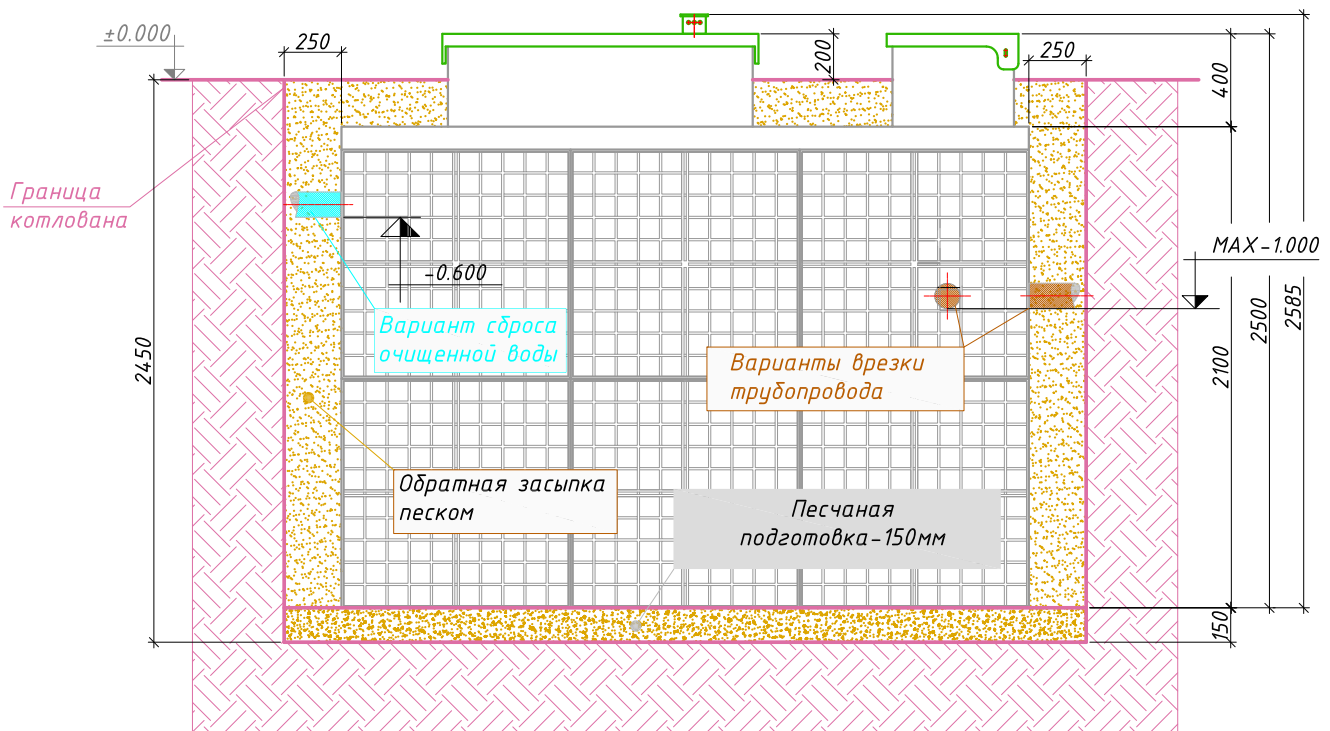 ±0.000
250
200
250
400
Граница
котлована
MAX-1.000
-0.600
Вариант сброса
очищенной воды
2450
Варианты врезки
трубопровода
2100
2500
2585
Обратная засыпка
песком
Песчаная
подготовка-150мм
150